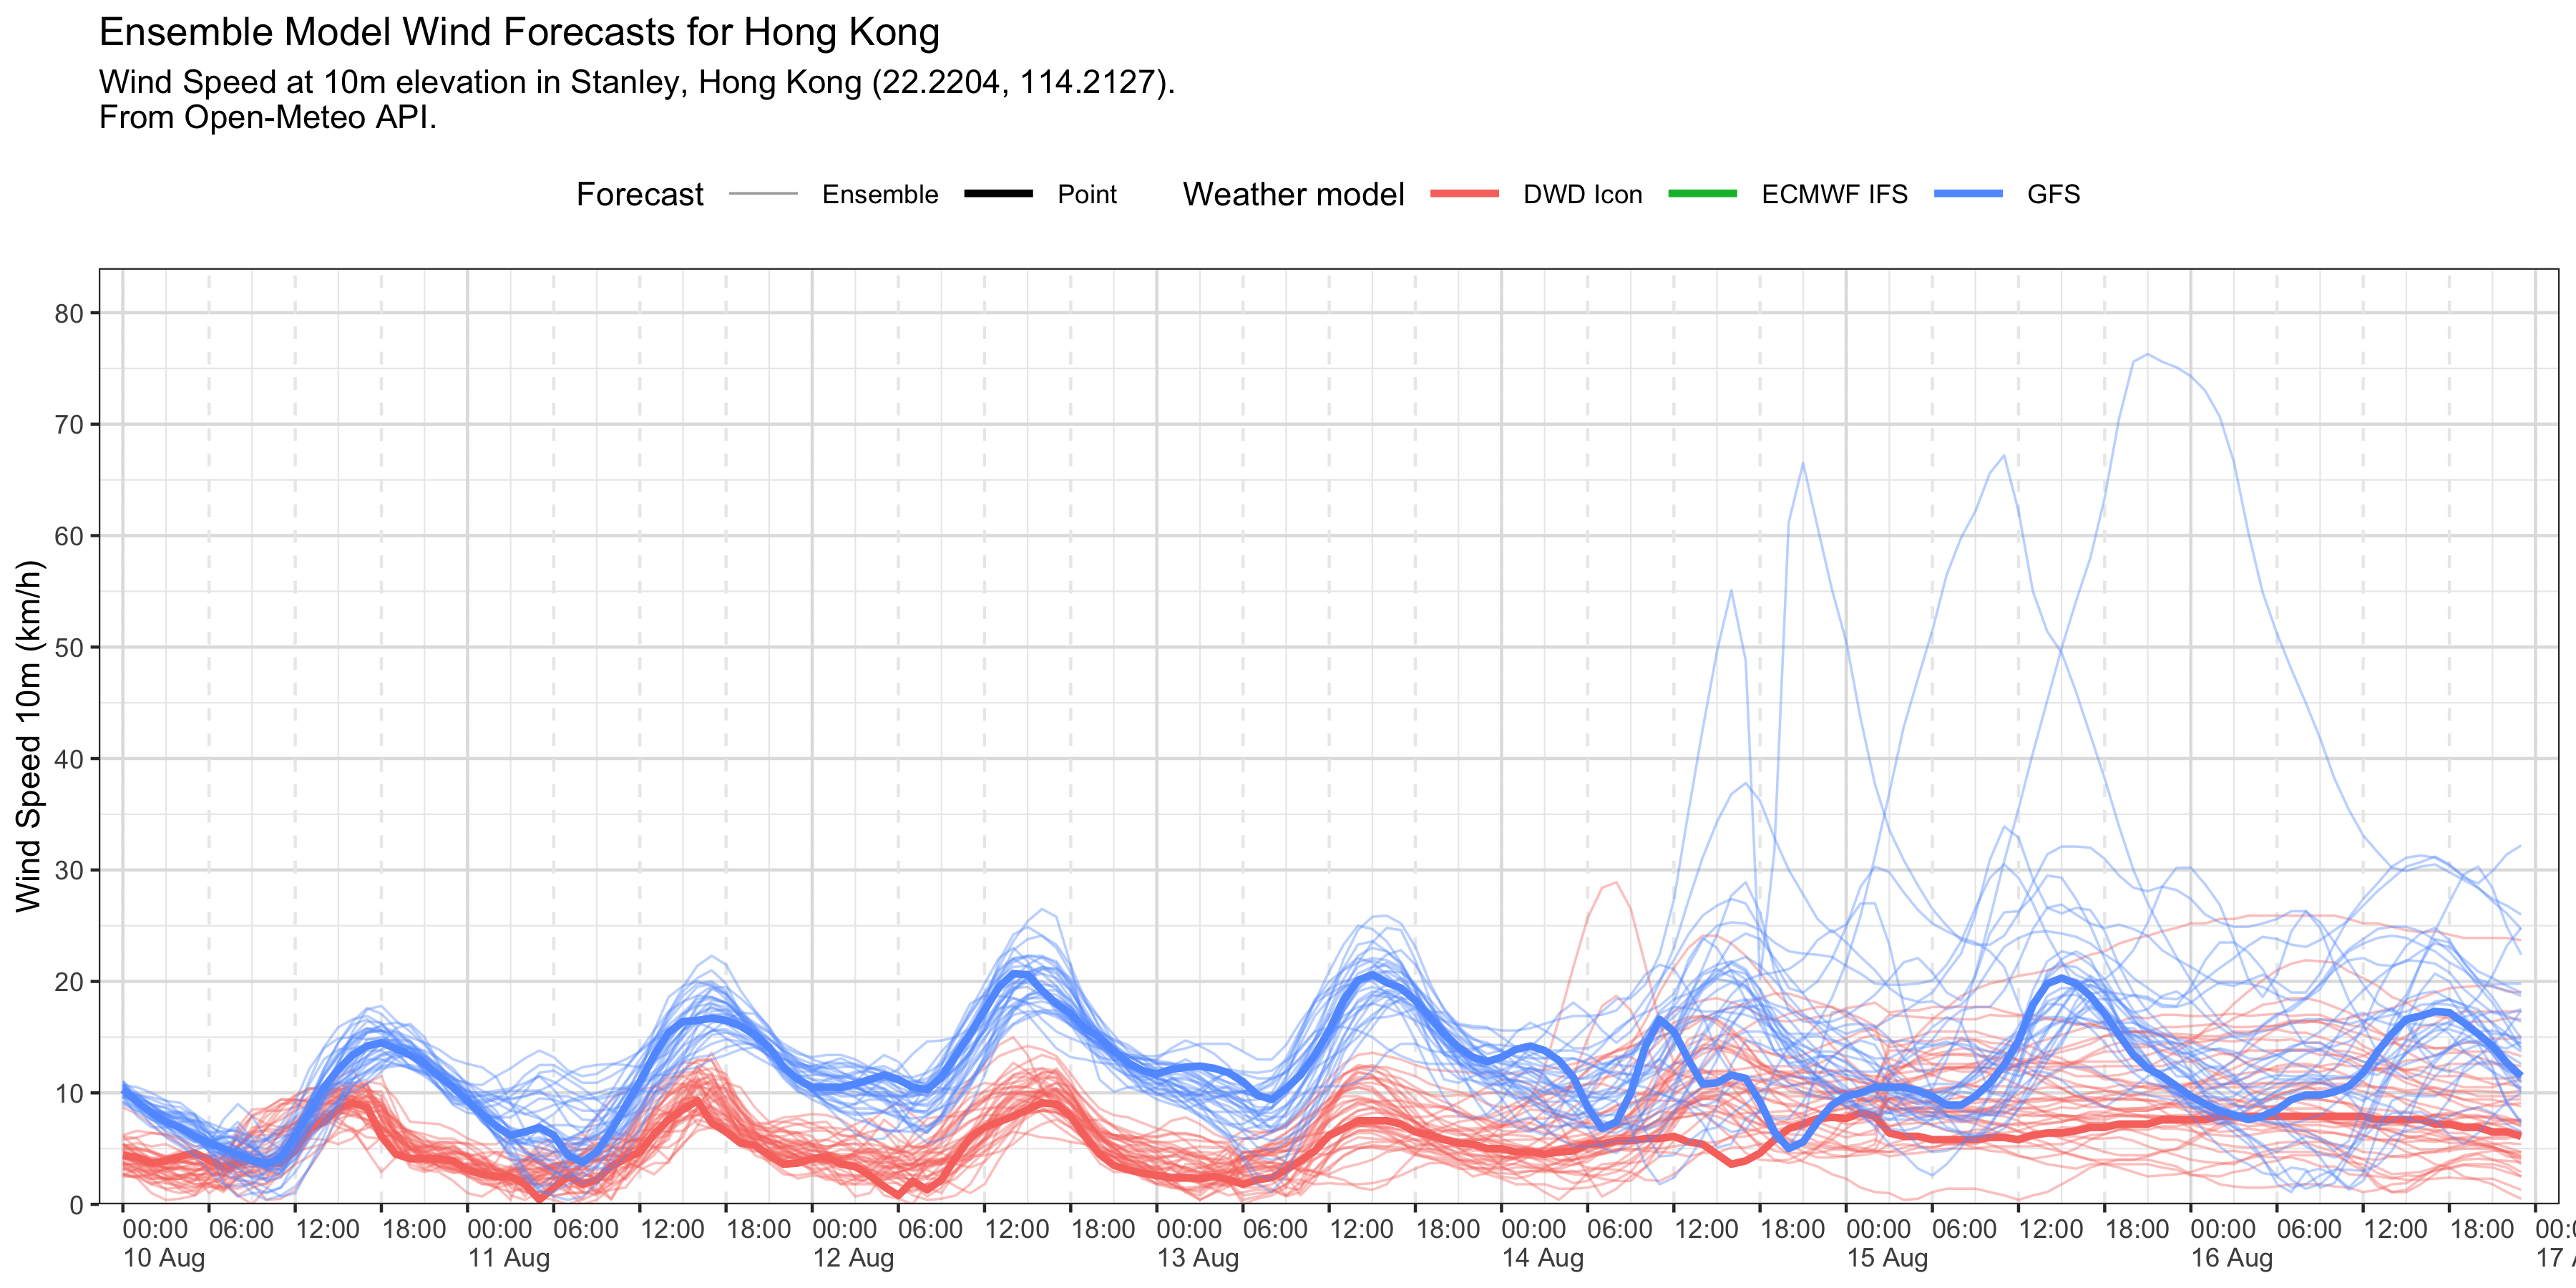 Ensemble Model Wind Forecasts for Hong Kong
Wind Speed at 10m elevation in Stanley, Hong Kong (22.2204, 114.2127).
From Open-Meteo API.
Forecast Ensemble Point Weather model DWD Icon ECMWF IFS GFS
Wind Speed 10m (km/h)
80
70
60
50
40
30
20
10
0
00:00 06:00 12:00 18:00 00:00 06:00 12:00 18:00 00:00 06:00 12:00 18:00 00:00 06:00 12:00 18:00 00:00 06:00 12:00 18:00 00:00 06:00 12:00 18:00 00:00 06:00 12:00 18:00 00:0
10 Aug 11 Aug 12 Aug 13 Aug 14 Aug 15 Aug 16 Aug 17